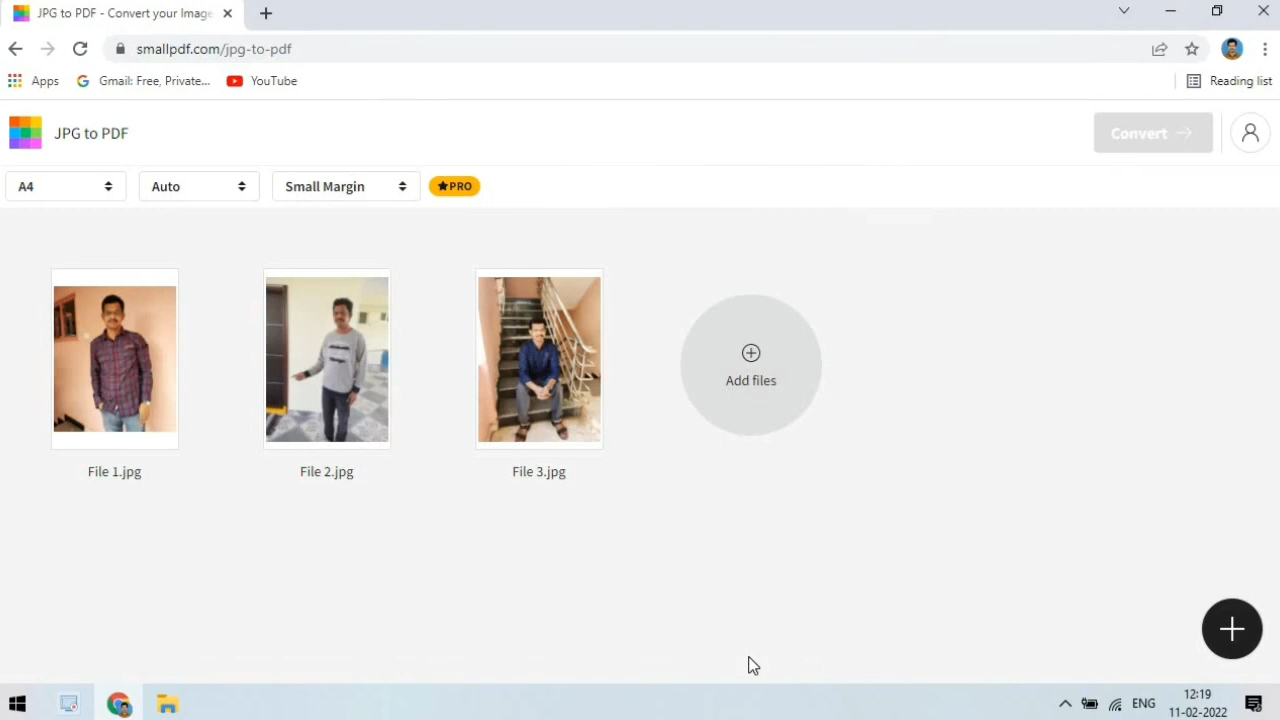 JPG to PDF - Convert your Image
smallpdf.com/jpg-to-pdf
Apps
Gmail: Free, Private...
YouTube
Reading list
JPG to PDF
Convert
A4
Auto
Small Margin
PRO
Add files
File 1.jpg
File 2.jpg
File 3.jpg
ENG
12:19
11-02-2022